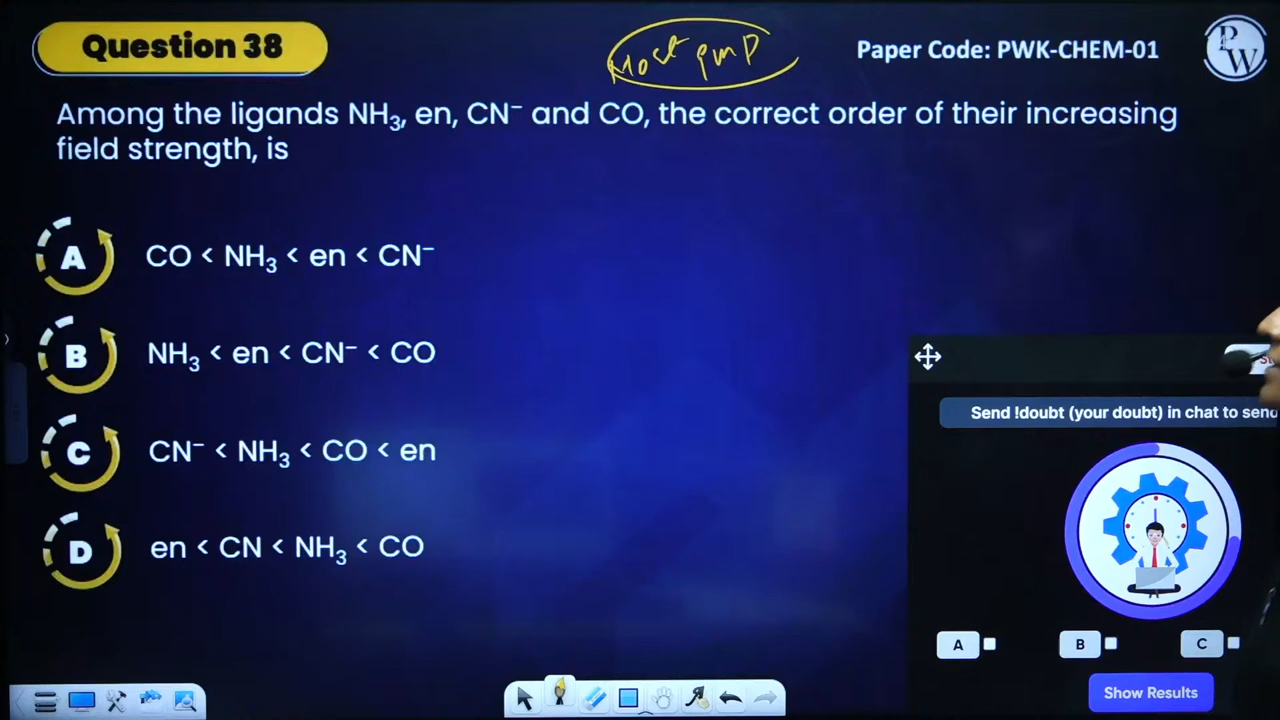 Question 38
Most Imp
Paper Code: PWK-CHEM-01
PW
Among the ligands NH₃, en, CN⁻ and CO, the correct order of their increasing
field strength, is
A CO < NH₃ < en < CN⁻
B NH₃ < en < CN⁻ < CO
C CN⁻ < NH₃ < CO < en
D en < CN < NH₃ < CO
Send !doubt (your doubt) in chat to send
A
B
C
Show Results